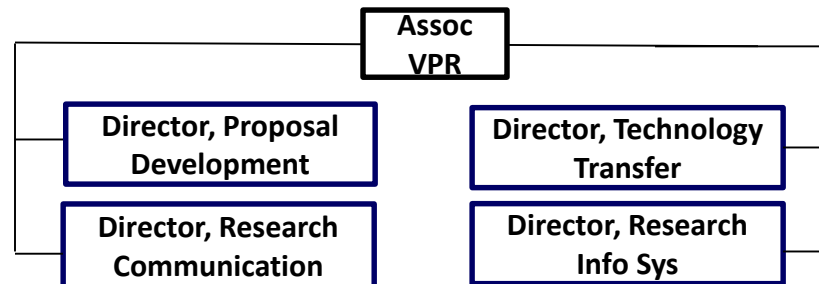 Assoc
VPR
Director, Proposal
Development
Director, Technology
Transfer
Director, Research
Communication
Director, Research
Info Sys